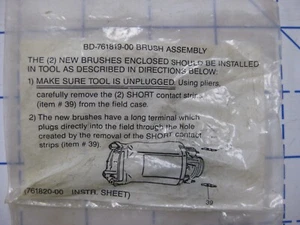 BD-761819-00 BRUSH ASSEMBLY
THE (2) NEW BRUSHES ENCLOSED SHOULD BE INSTALLED
IN TOOL AS DESCRIBED IN DIRECTIONS BELOW:
1) MAKE SURE TOOL IS UNPLUGGED. Using pliers,
carefully remove the (2) SHORT contact strips
(item # 39) from the field case.
2) The new brushes have a long terminal which
plugs directly into the field through the hole
created by the removal of the SHORT contact
strips (item # 39).
39
(761820-00 INSTR. SHEET)